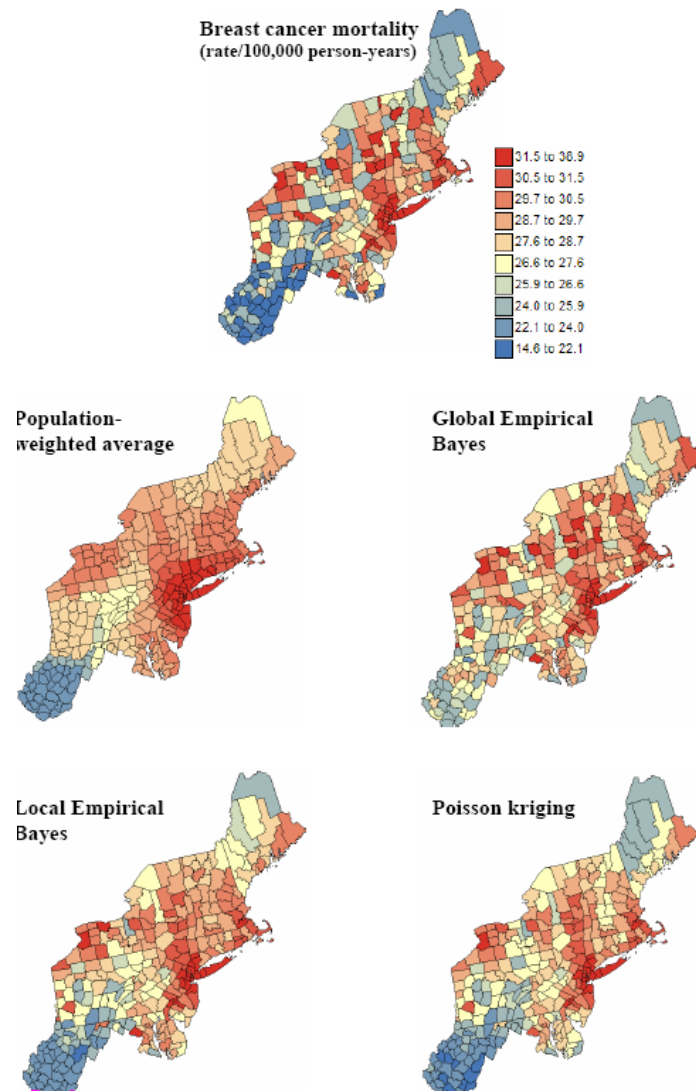 Breast cancer mortality
(rate/100,000 person-years)
31.5 to 38.9
30.5 to 31.5
29.7 to 30.5
28.7 to 29.7
27.6 to 28.7
26.6 to 27.6
25.9 to 26.6
24.0 to 25.9
22.1 to 24.0
14.6 to 22.1
Population-
weighted average
Global Empirical
Bayes
Local Empirical
Bayes
Poisson kriging